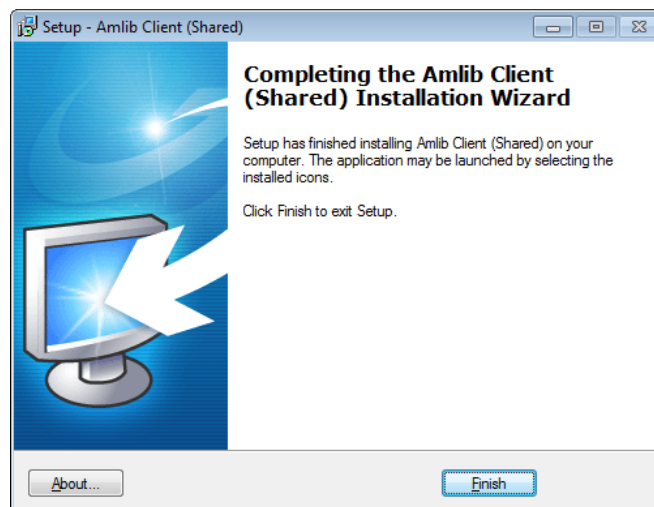 Setup - Amlib Client (Shared)
Completing the Amlib Client
(Shared) Installation Wizard
Setup has finished installing Amlib Client (Shared) on your
computer. The application may be launched by selecting the
installed icons.
Click Finish to exit Setup.
About...
Finish